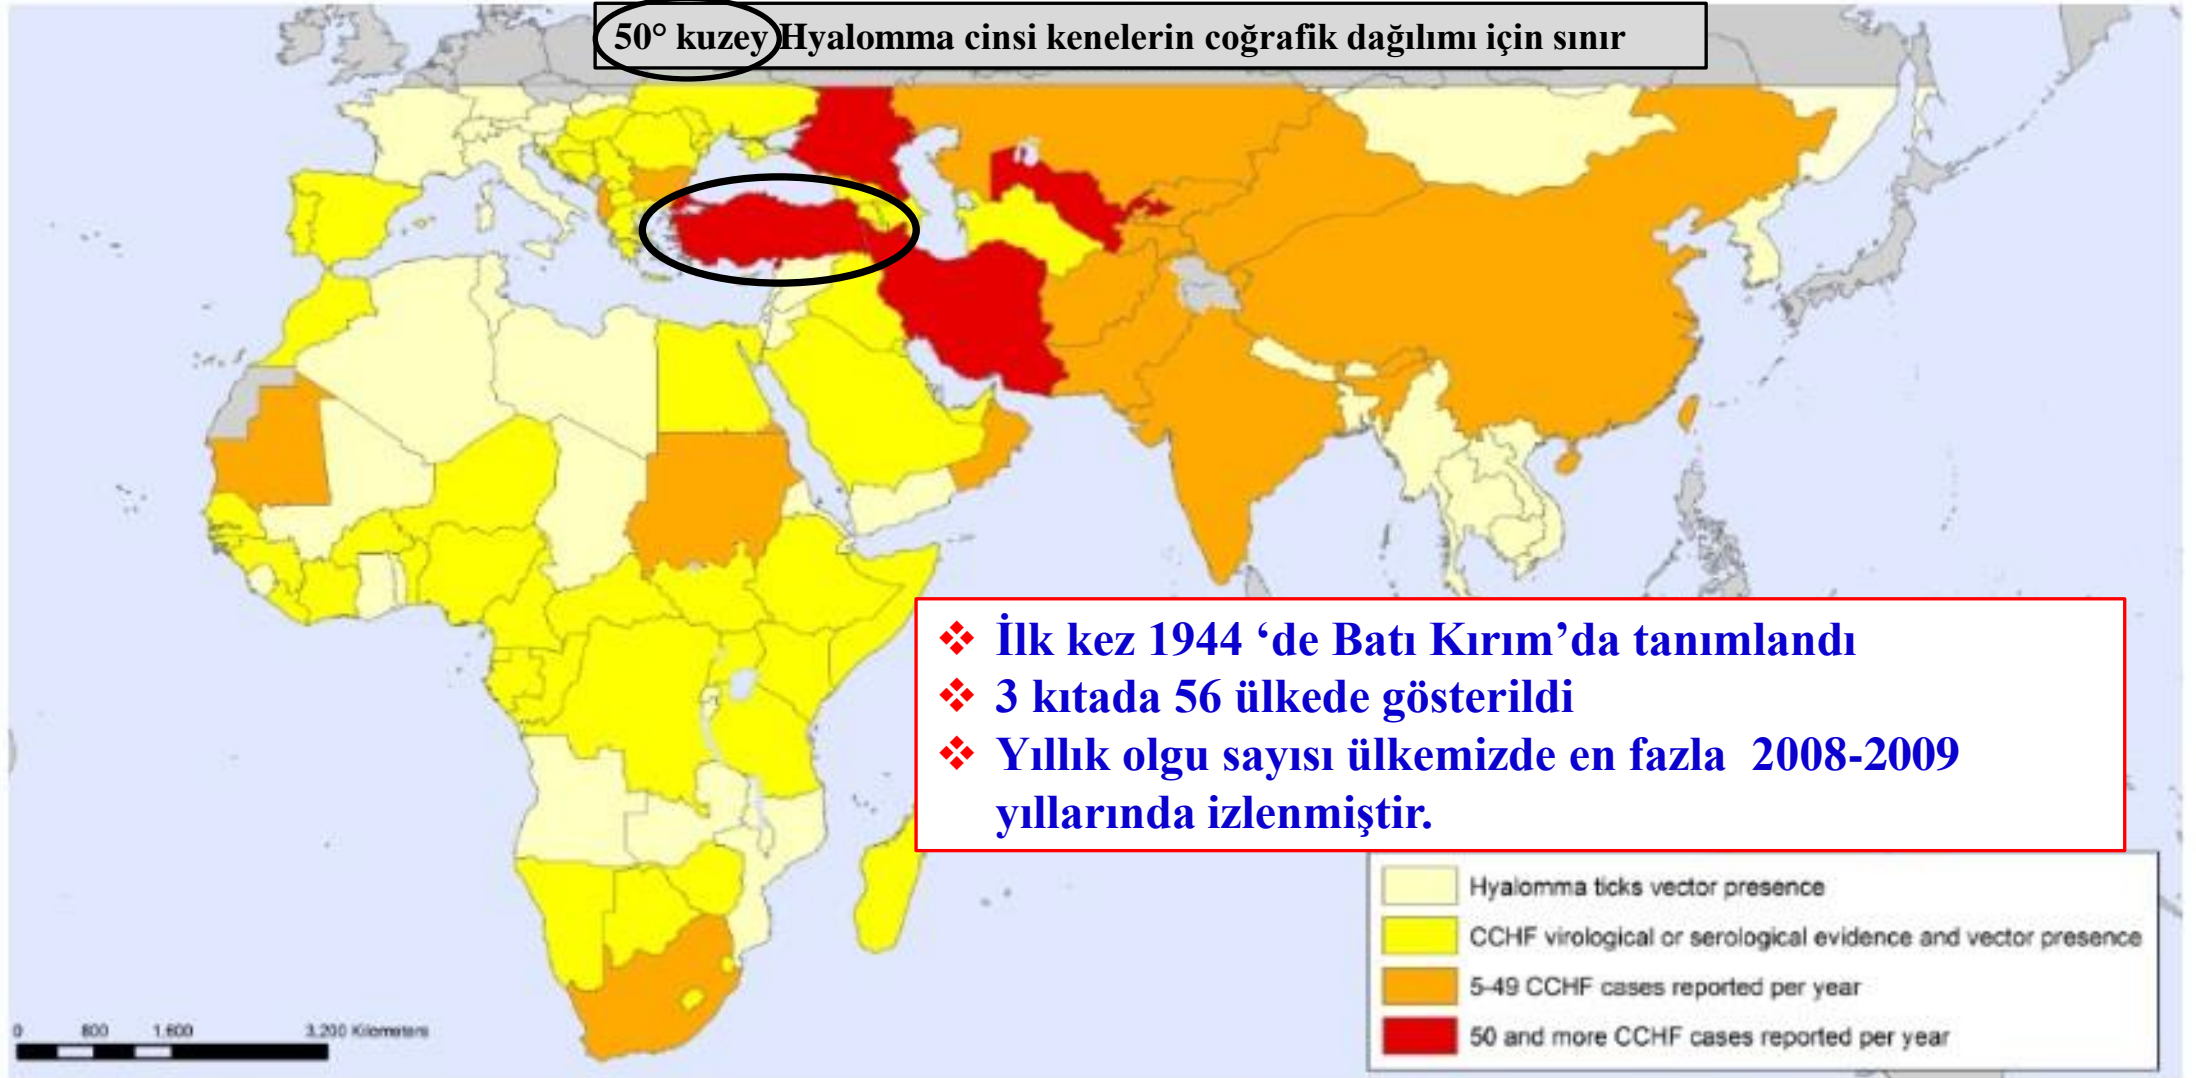 50° kuzey Hyalomma cinsi kenelerin coğrafik dağılımı için sınır
❖ İlk kez 1944 ‘de Batı Kırım’da tanımlandı
❖ 3 kıtada 56 ülkede gösterildi
❖ Yıllık olgu sayısı ülkemizde en fazla 2008-2009
yıllarında izlenmiştir.
Hyalomma ticks vector presence
CCHF virological or serological evidence and vector presence
5-49 CCHF cases reported per year
50 and more CCHF cases reported per year
0 800 1.600 3.200 Kilometers